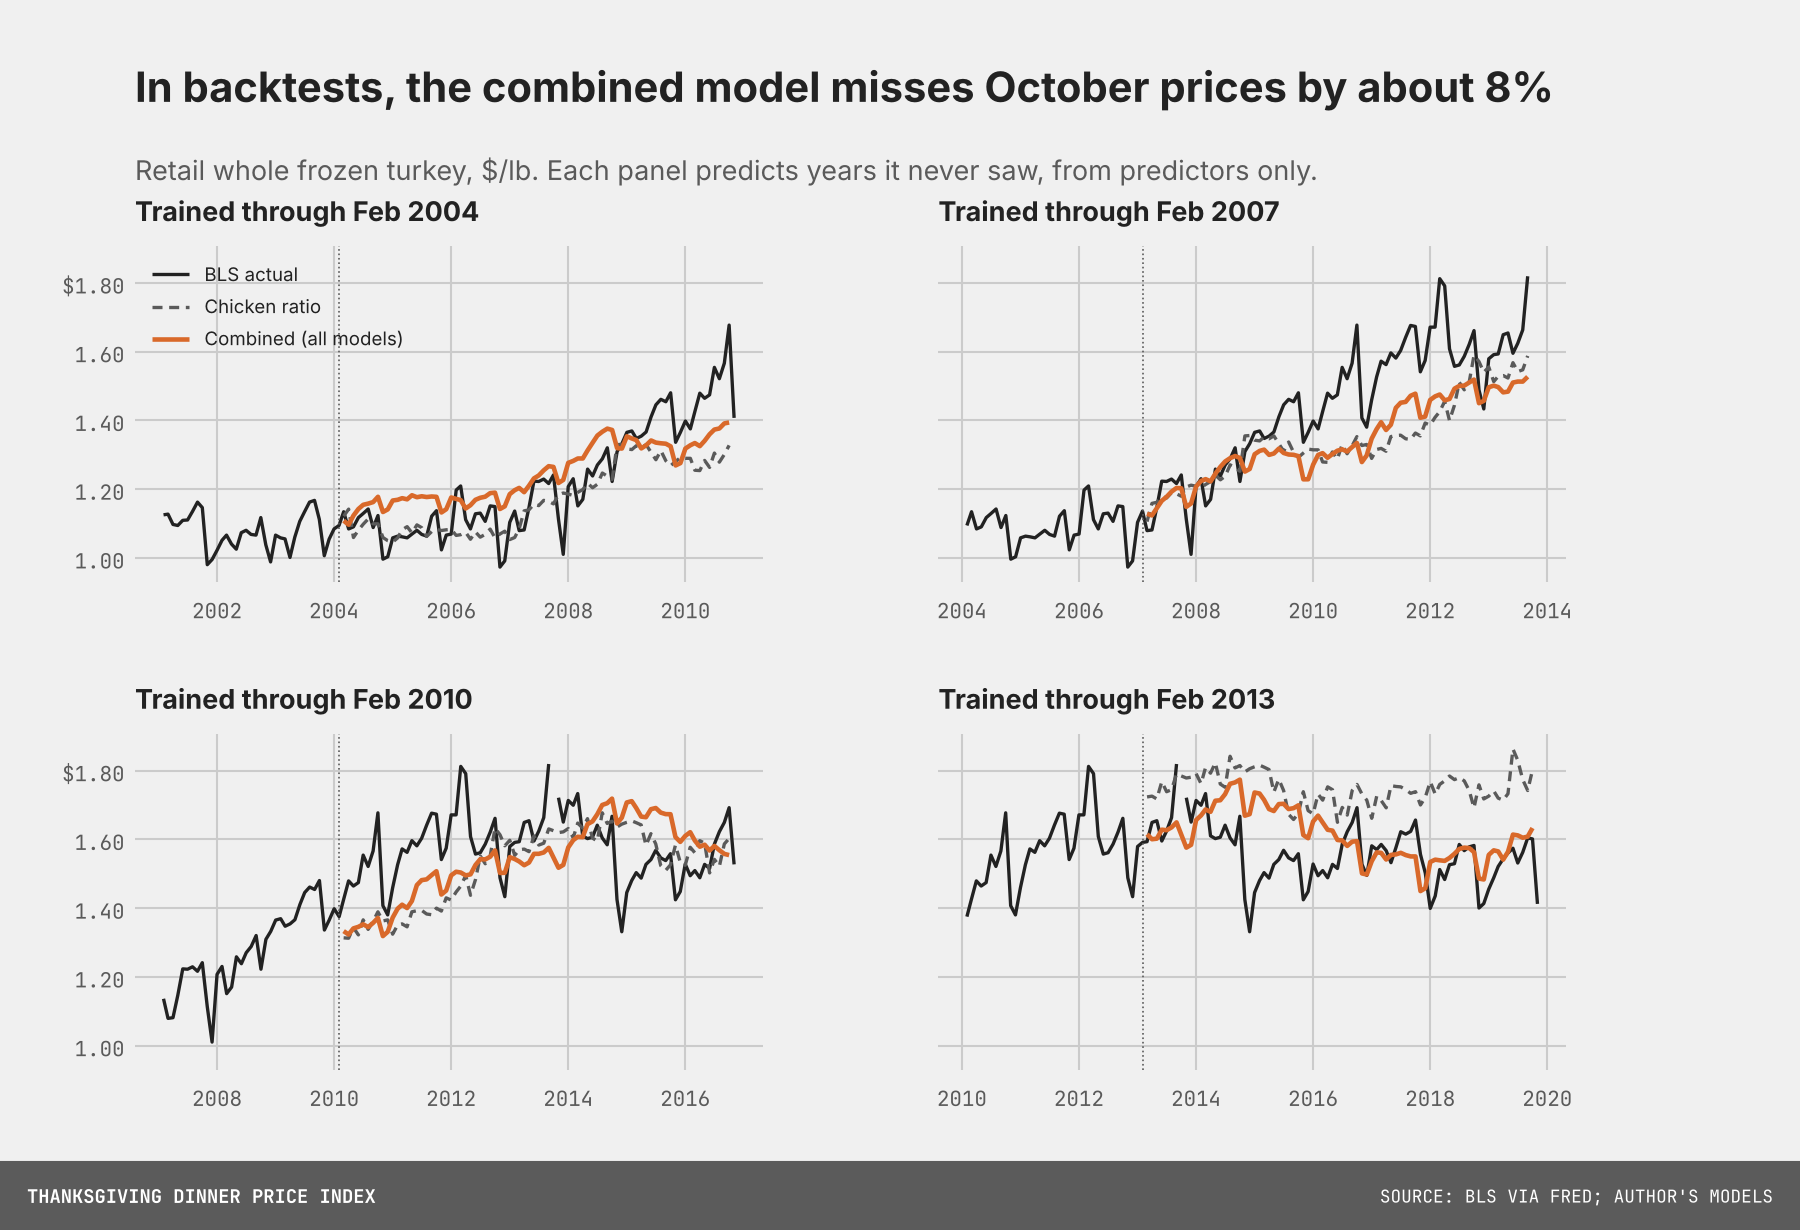 In backtests, the combined model misses October prices by about 8%
Retail whole frozen turkey, $/lb. Each panel predicts years it never saw, from predictors only.
Trained through Feb 2004
$1.80
1.60
1.40
1.20
1.00
BLS actual
Chicken ratio
Combined (all models)
2002 2004 2006 2008 2010
Trained through Feb 2007
2004 2006 2008 2010 2012 2014
Trained through Feb 2010
$1.80
1.60
1.40
1.20
1.00
2008 2010 2012 2014 2016
Trained through Feb 2013
2010 2012 2014 2016 2018 2020
THANKSGIVING DINNER PRICE INDEX
SOURCE: BLS VIA FRED; AUTHOR'S MODELS